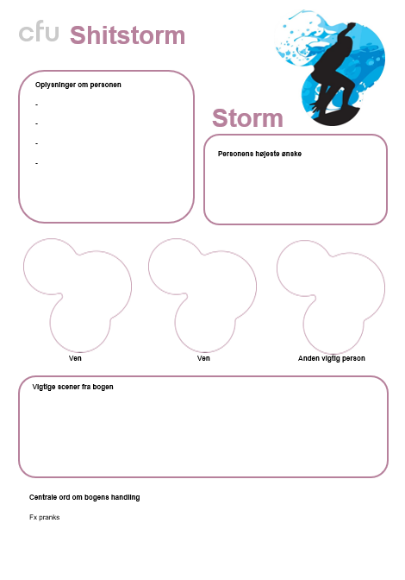 cfu Shitstorm
Oplysninger om personen
-
-
-
-
Storm
Personens højeste ønske
Ven
Ven
Anden vigtig person
Vigtige scener fra bogen
Centrale ord om bogens handling
Fx pranks